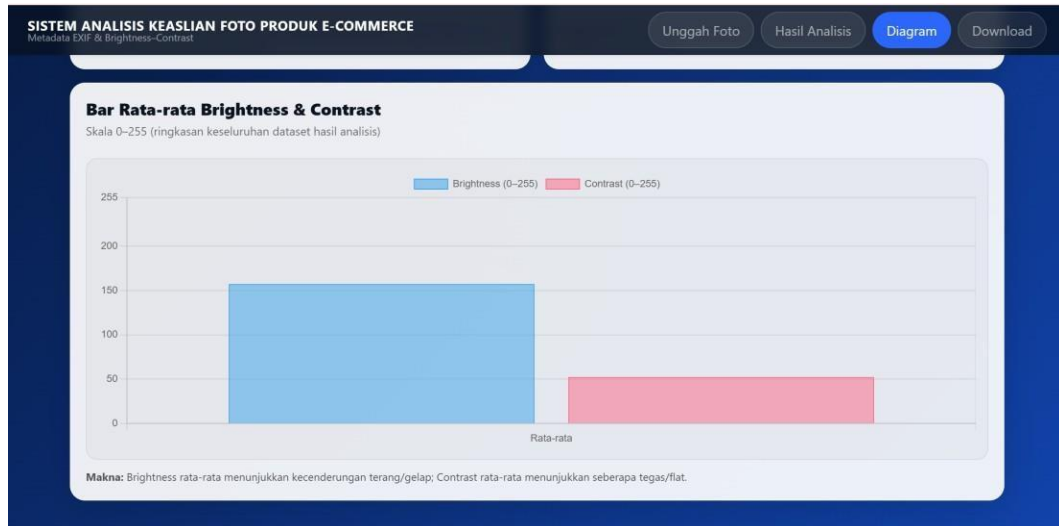 SISTEM ANALISIS KEASLIAN FOTO PRODUK E-COMMERCE
Metadata EXIF & Brightness–Contrast
Unggah Foto
Hasil Analisis
Diagram
Download
Bar Rata-rata Brightness & Contrast
Skala 0–255 (ringkasan keseluruhan dataset hasil analisis)
Brightness (0–255)
Contrast (0–255)
255
200
150
100
50
0
Rata-rata
Makna: Brightness rata-rata menunjukkan kecenderungan terang/gelap; Contrast rata-rata menunjukkan seberapa tegas/flat.